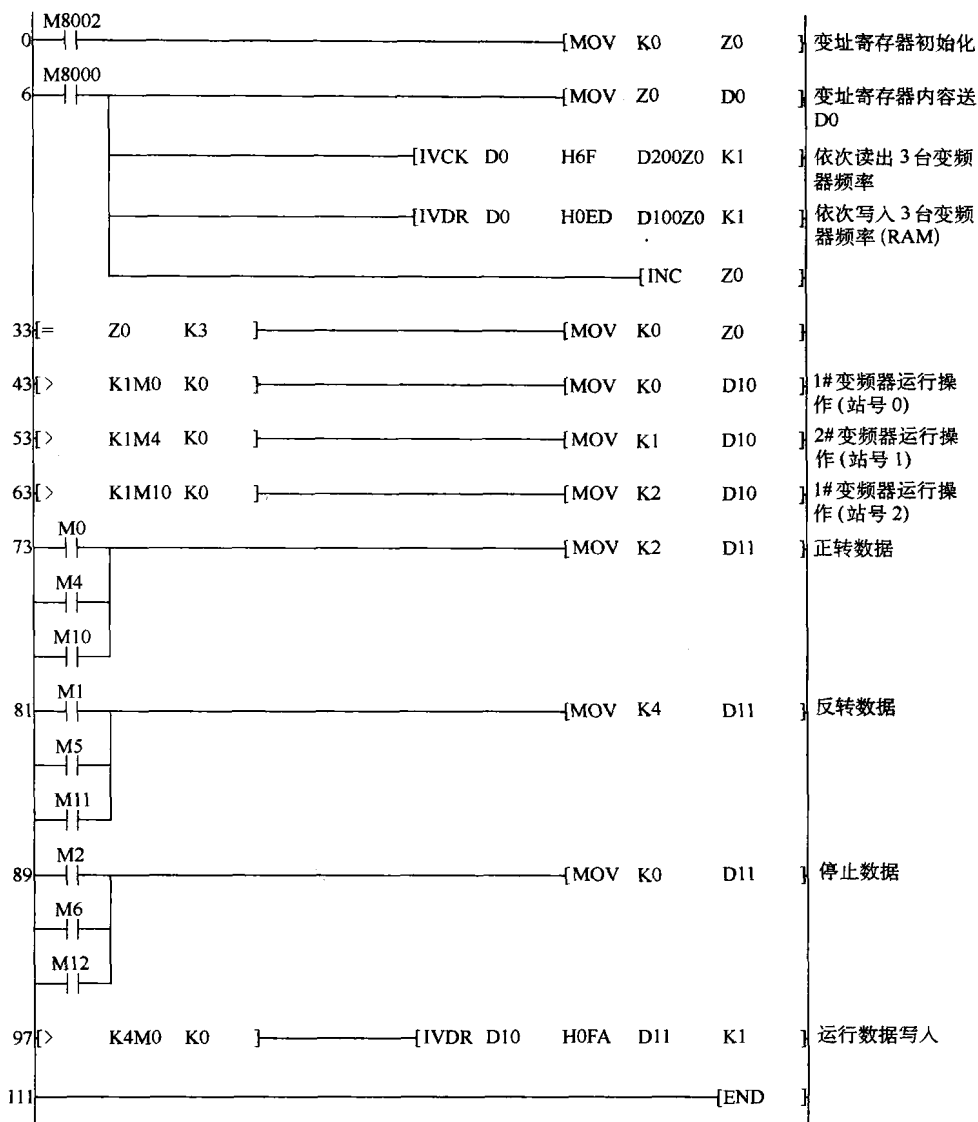 M8002
0 [MOV K0 Z0 ] 变址寄存器初始化
M8000
6 [MOV Z0 D0 ] 变址寄存器内容送
D0
[IVCK D0 H6F D200Z0 K1 ] 依次读出3台变频
器频率
[IVDR D0 H0ED D100Z0 K1 ] 依次写入3台变频
器频率(RAM)
[INC Z0 ]
33 [= Z0 K3 ] [MOV K0 Z0 ]
43 [> K1M0 K0 ] [MOV K0 D10 ] 1#变频器运行操
作(站号0)
53 [> K1M4 K0 ] [MOV K1 D10 ] 2#变频器运行操
作(站号1)
63 [> K1M10 K0 ] [MOV K2 D10 ] 1#变频器运行操
作(站号2)
M0
73 [MOV K2 D11 ] 正转数据
M4
M10
M1
81 [MOV K4 D11 ] 反转数据
M5
M11
M2
89 [MOV K0 D11 ] 停止数据
M6
M12
97 [> K4M0 K0 ] [IVDR D10 H0FA D11 K1 ] 运行数据写人
111 [END ]